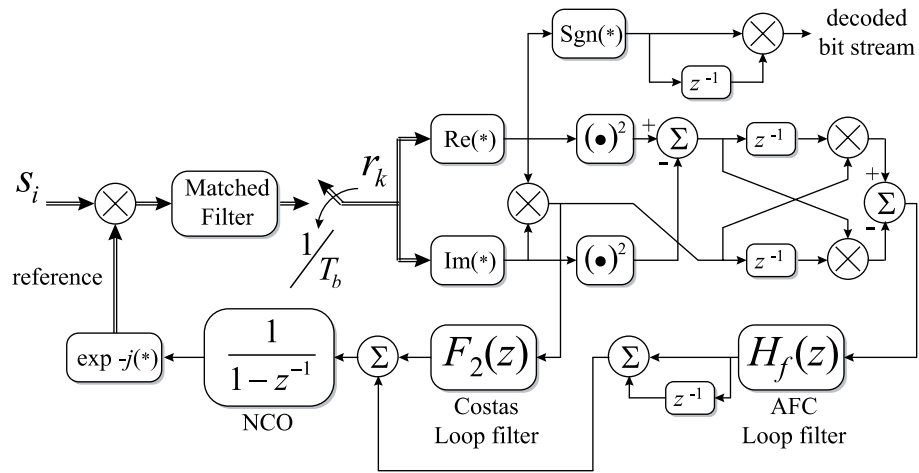 Sgn(*)
decoded
bit stream
z⁻¹
Re(*)
(•)²
+
Σ
-
z⁻¹
s_i
Matched
Filter
r_k
1/T_b
+
Σ
-
reference
Im(*)
(•)²
z⁻¹
exp -j(*)
1/(1 - z⁻¹)
NCO
Σ
F₂(z)
Costas
Loop filter
Σ
z⁻¹
H_f(z)
AFC
Loop filter